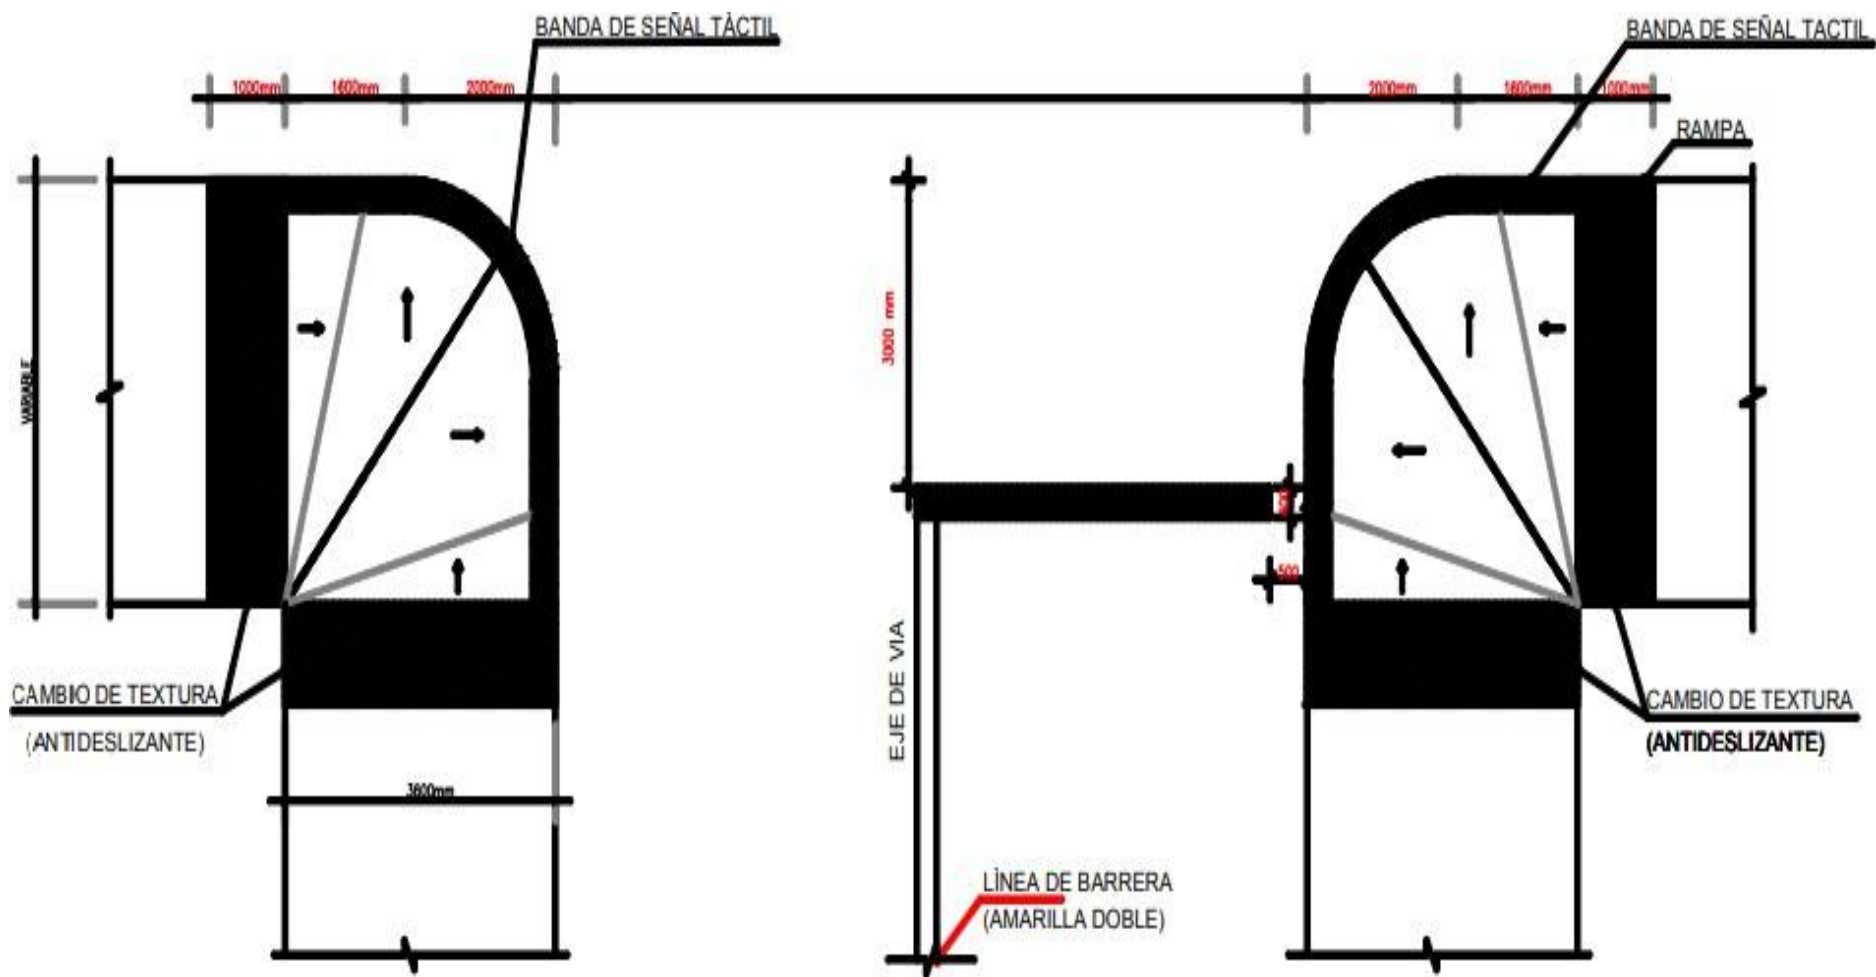 BANDA DE SEÑAL TÀCTIL
BANDA DE SEÑAL TACTIL
1000mm
1600mm
2000mm
2000mm
1600mm
1000mm
RAMPA
VARIABLE
3000 mm
500
EJE DE VIA
CAMBIO DE TEXTURA
(ANTIDESLIZANTE)
CAMBIO DE TEXTURA
(ANTIDESLIZANTE)
3600mm
LÌNEA DE BARRERA
(AMARILLA DOBLE)